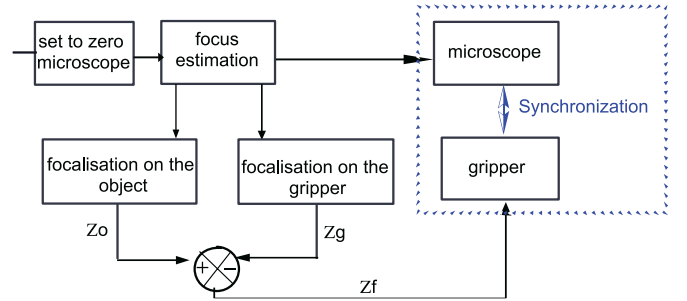 set to zero
microscope
focus
estimation
microscope
Synchronization
gripper
focalisation on the
object
focalisation on the
gripper
Zo
Zg
+
−
Zf